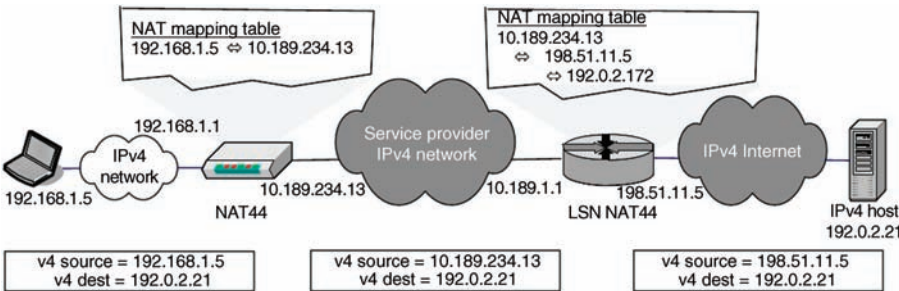 NAT mapping table
192.168.1.5 ⇔ 10.189.234.13
NAT mapping table
10.189.234.13
⇔ 198.51.11.5
⇔ 192.0.2.172
192.168.1.1
IPv4
network
192.168.1.5
NAT44
10.189.234.13
Service provider
IPv4 network
10.189.1.1
LSN NAT44
198.51.11.5
IPv4 Internet
IPv4 host
192.0.2.21
v4 source = 192.168.1.5
v4 dest = 192.0.2.21
v4 source = 10.189.234.13
v4 dest = 192.0.2.21
v4 source = 198.51.11.5
v4 dest = 192.0.2.21